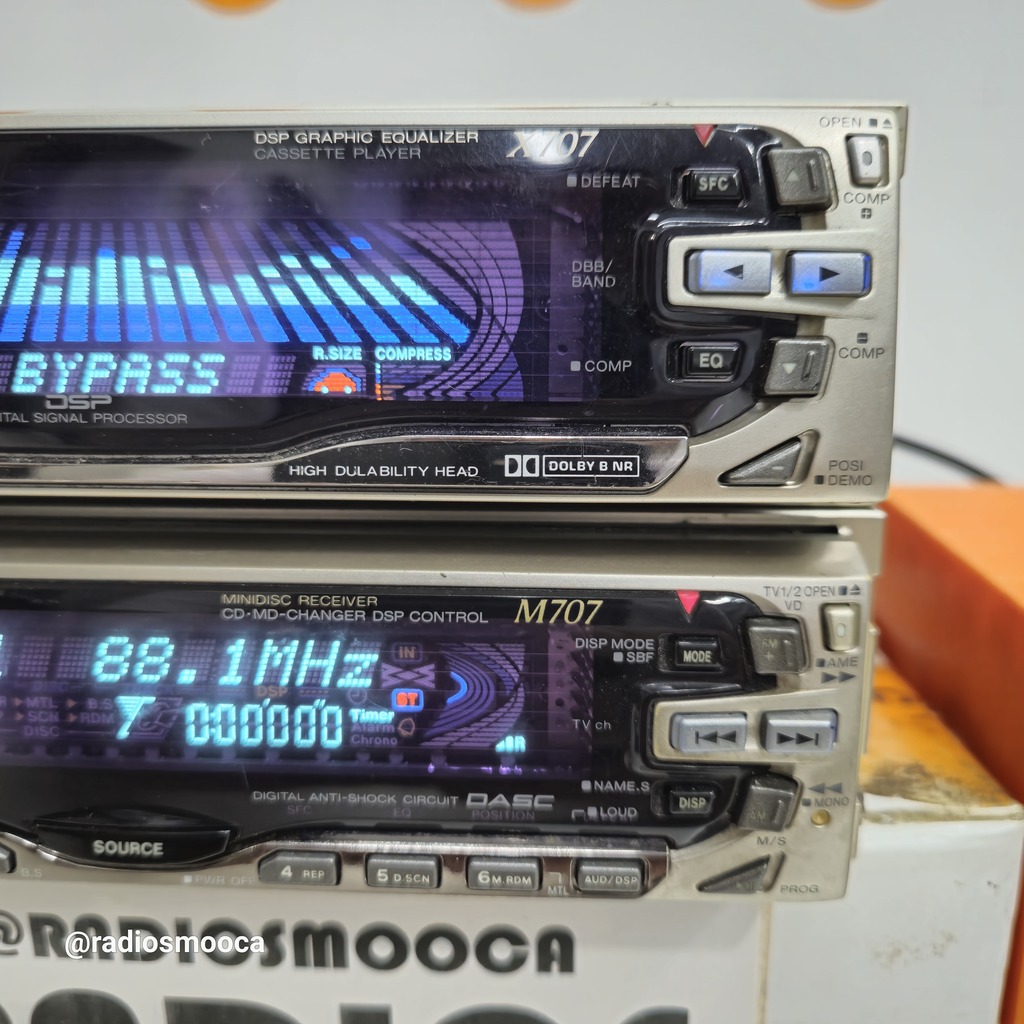 DSP GRAPHIC EQUALIZER
CASSETTE PLAYER
X707
OPEN
DEFEAT
SFC
COMP
DBB/
BAND
R.SIZE COMPRESS
COMP
EQ
COMP
BYPASS
DSP
ITAL SIGNAL PROCESSOR
HIGH DULABILITY HEAD
DOLBY B NR
POSI
DEMO
MINIDISC RECEIVER
CD·MD-CHANGER DSP CONTROL
M707
TV1/2 OPEN
VD
DISP MODE
SBF
MODE
AME
88.1MHz
IN
ST
DSP
MTL B.S
SCN RDM
DISC
000000
Timer
Alarm
Chrono
TV ch
NAME.S
LOUD
DISP
MONO
M/S
DIGITAL ANTI-SHOCK CIRCUIT DASC
SFC EQ POSITION
SOURCE
B.S
PWR OFF
4 REP
5 D.SCN
6 M.RDM
MTL
AUD/DSP
PROG
@RADIOSMOOCA
@radiosmooca